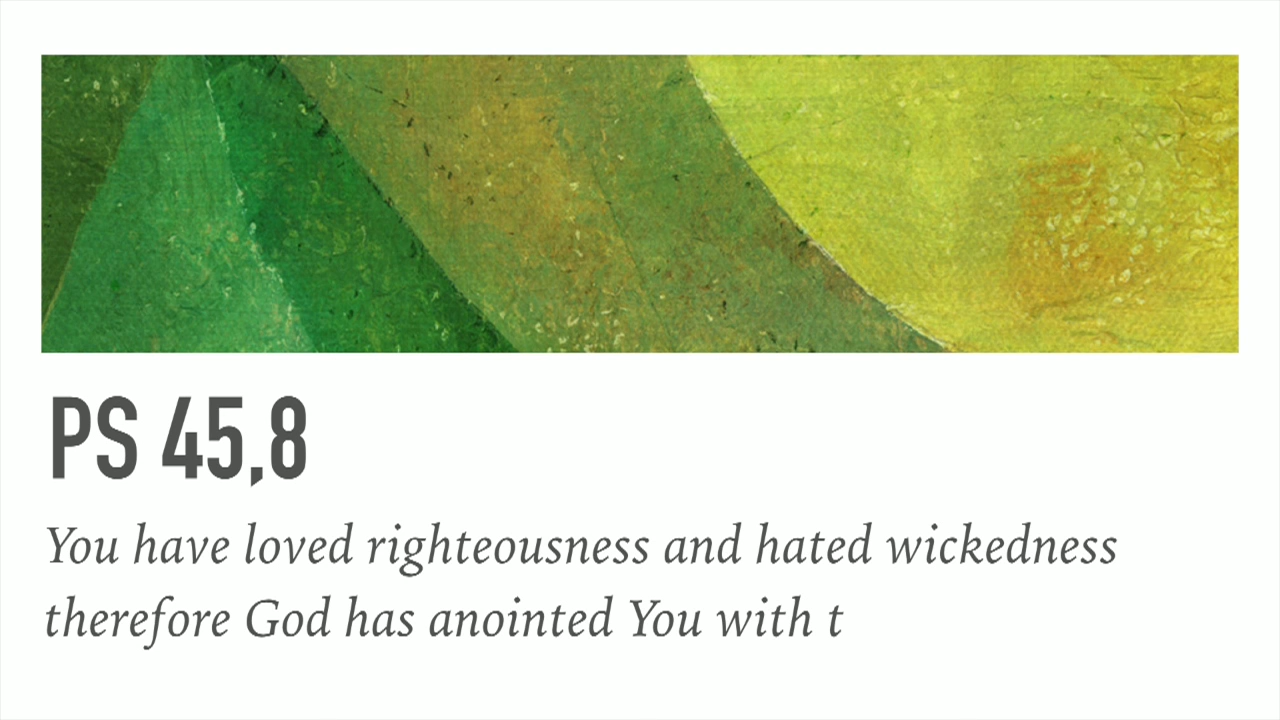 PS 45,8
You have loved righteousness and hated wickedness
therefore God has anointed You with t